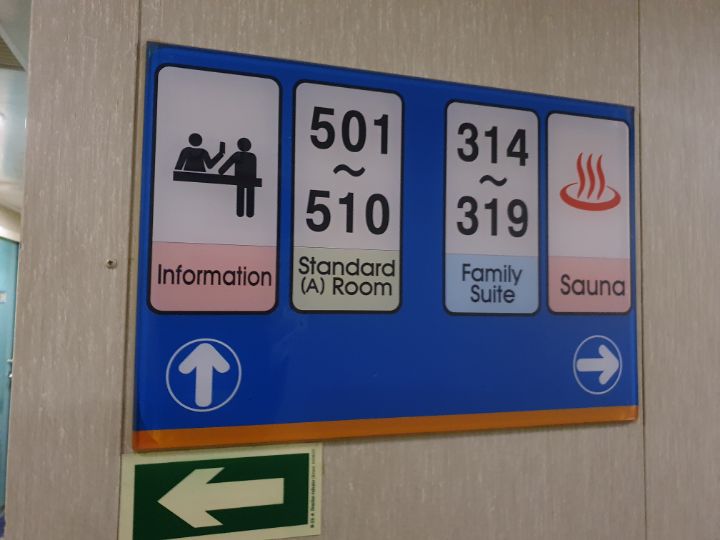 Information
501
~
510
Standard
(A) Room
314
~
319
Family
Suite
Sauna